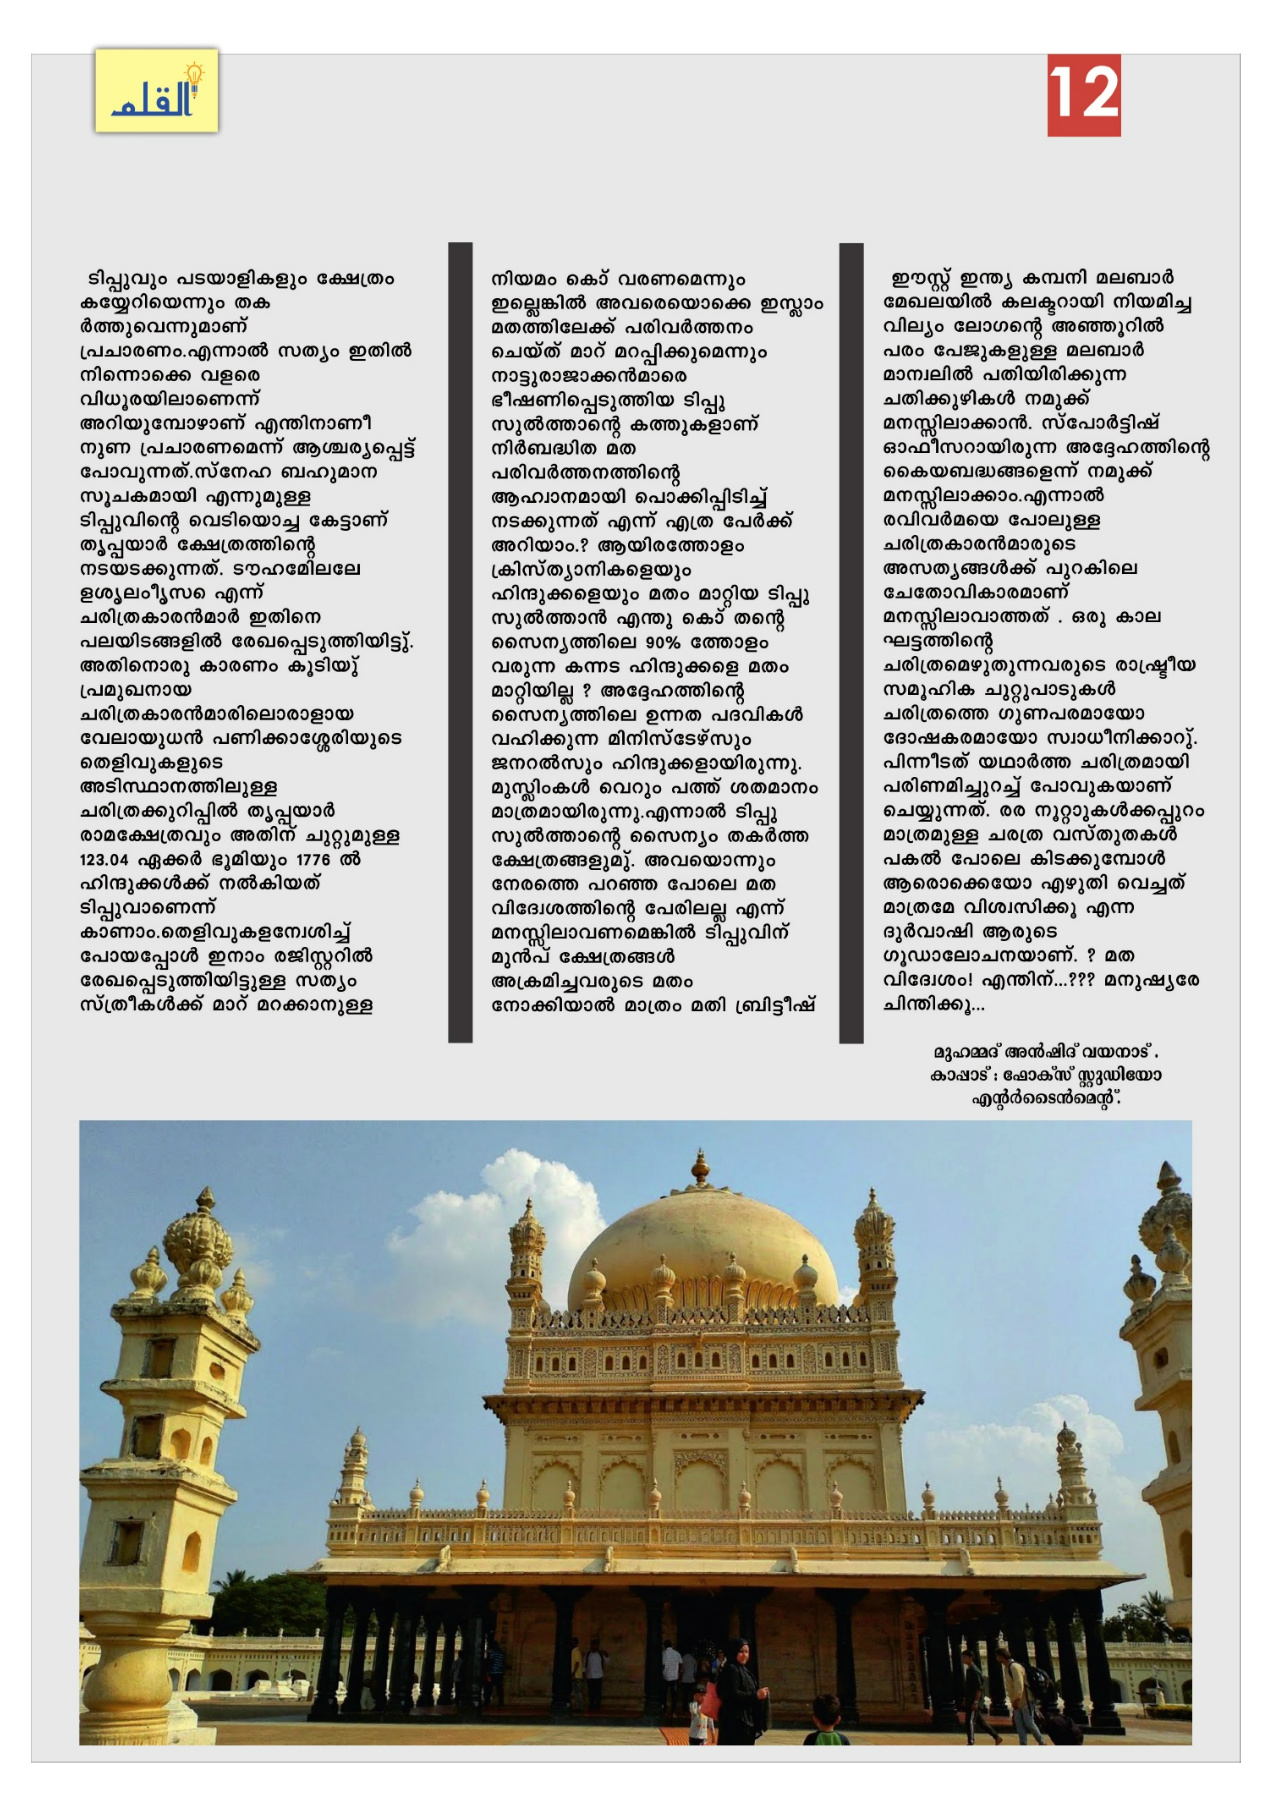 القلم
12
ടിപ്പുവും പടയാളികളും ക്ഷേത്രം
കയ്യേറിയെന്നും തക
ർത്തുവെന്നുമാണ്
പ്രചാരണം.എന്നാൽ സത്യം ഇതിൽ
നിന്നൊക്കെ വളരെ
വിധൂരയിലാണെന്ന്
അറിയുമ്പോഴാണ് എന്തിനാണീ
നുണ പ്രചാരണമെന്ന് ആശ്ചര്യപ്പെട്ട്
പോവുന്നത്.സ്നേഹ ബഹുമാന
സൂചകമായി എന്നുമുള്ള
ടിപ്പുവിന്റെ വെടിയൊച്ച കേട്ടാണ്
തൃപ്പയാർ ക്ഷേത്രത്തിന്റെ
നടയടക്കുന്നത്. ടൗഹമേിലലേ
ളശൃലംീൃസെ എന്ന്
ചരിത്രകാരൻമാർ ഇതിനെ
പലയിടങ്ങളിൽ രേഖപ്പെടുത്തിയിട്ടു്.
അതിനൊരു കാരണം കൂടിയു്
പ്രമുഖനായ
ചരിത്രകാരൻമാരിലൊരാളായ
വേലായുധൻ പണിക്കാശ്ശേരിയുടെ
തെളിവുകളുടെ
അടിസ്ഥാനത്തിലുള്ള
ചരിത്രക്കുറിപ്പിൽ തൃപ്പയാർ
രാമക്ഷേത്രവും അതിന് ചുറ്റുമുള്ള
123.04 ഏക്കർ ഭൂമിയും 1776 ൽ
ഹിന്ദുക്കൾക്ക് നൽകിയത്
ടിപ്പുവാണെന്ന്
കാണാം.തെളിവുകളന്വേശിച്ച്
പോയപ്പോൾ ഇനാം രജിസ്റ്ററിൽ
രേഖപ്പെടുത്തിയിട്ടുള്ള സത്യം
സ്ത്രീകൾക്ക് മാറ് മറക്കാനുള്ള
നിയമം കൊ് വരണമെന്നും
ഇല്ലെങ്കിൽ അവരെയൊക്കെ ഇസ്ലാം
മതത്തിലേക്ക് പരിവർത്തനം
ചെയ്ത് മാറ് മറപ്പിക്കുമെന്നും
നാട്ടുരാജാക്കൻമാരെ
ഭീഷണിപ്പെടുത്തിയ ടിപ്പു
സുൽത്താന്റെ കത്തുകളാണ്
നിർബദ്ധിത മത
പരിവർത്തനത്തിന്റെ
ആഹ്വാനമായി പൊക്കിപ്പിടിച്ച്
നടക്കുന്നത് എന്ന് എത്ര പേർക്ക്
അറിയാം.? ആയിരത്തോളം
ക്രിസ്ത്യാനികളെയും
ഹിന്ദുക്കളെയും മതം മാറ്റിയ ടിപ്പു
സുൽത്താൻ എന്തു കൊ് തന്റെ
സൈന്യത്തിലെ 90% ത്തോളം
വരുന്ന കന്നട ഹിന്ദുക്കളെ മതം
മാറ്റിയില്ല ? അദ്ദേഹത്തിന്റെ
സൈന്യത്തിലെ ഉന്നത പദവികൾ
വഹിക്കുന്ന മിനിസ്ടേഴ്സും
ജനറൽസും ഹിന്ദുക്കളായിരുന്നു.
മുസ്ലിംകൾ വെറും പത്ത് ശതമാനം
മാത്രമായിരുന്നു.എന്നാൽ ടിപ്പു
സുൽത്താന്റെ സൈന്യം തകർത്ത
ക്ഷേത്രങ്ങളുമു്. അവയൊന്നും
നേരത്തെ പറഞ്ഞ പോലെ മത
വിദ്വേശത്തിന്റെ പേരിലല്ല എന്ന്
മനസ്സിലാവണമെങ്കിൽ ടിപ്പുവിന്
മുൻപ് ക്ഷേത്രങ്ങൾ
അക്രമിച്ചവരുടെ മതം
നോക്കിയാൽ മാത്രം മതി ബ്രിട്ടീഷ്
ഈസ്റ്റ് ഇന്ത്യ കമ്പനി മലബാർ
മേഖലയിൽ കലക്ടറായി നിയമിച്ച
വില്യം ലോഗന്റെ അഞ്ഞൂറിൽ
പരം പേജുകളുള്ള മലബാർ
മാന്വലിൽ പതിയിരിക്കുന്ന
ചതിക്കുഴികൾ നമുക്ക്
മനസ്സിലാക്കാൻ. സ്പോർട്ടിഷ്
ഓഫീസറായിരുന്ന അദ്ദേഹത്തിന്റെ
കൈയബദ്ധങ്ങളെന്ന് നമുക്ക്
മനസ്സിലാക്കാം.എന്നാൽ
രവിവർമയെ പോലുള്ള
ചരിത്രകാരൻമാരുടെ
അസത്യങ്ങൾക്ക് പുറകിലെ
ചേതോവികാരമാണ്
മനസ്സിലാവാത്തത് . ഒരു കാല
ഘട്ടത്തിന്റെ
ചരിത്രമെഴുതുന്നവരുടെ രാഷ്ട്രീയ
സമൂഹിക ചുറ്റുപാടുകൾ
ചരിത്രത്തെ ഗുണപരമായോ
ദോഷകരമായോ സ്വാധീനിക്കാറു്.
പിന്നീടത് യഥാർത്ത ചരിത്രമായി
പരിണമിച്ചുറച്ച് പോവുകയാണ്
ചെയ്യുന്നത്. രര നൂറ്റാുകൾക്കപ്പുറം
മാത്രമുള്ള ചരത്ര വസ്തുതകൾ
പകൽ പോലെ കിടക്കുമ്പോൾ
ആരൊക്കെയോ എഴുതി വെച്ചത്
മാത്രമേ വിശ്വസിക്കൂ എന്ന
ദുർവാഷി ആരുടെ
ഗൂഡാലോചനയാണ്. ? മത
വിദ്വേശം! എന്തിന്...??? മനുഷ്യരേ
ചിന്തിക്കൂ...
മുഹമ്മദ് അൻഷിദ് വയനാട് .
കാപ്പാട് : ഫോക്സ് സ്റ്റുഡിയോ
എന്റർടൈൻമെന്റ്.